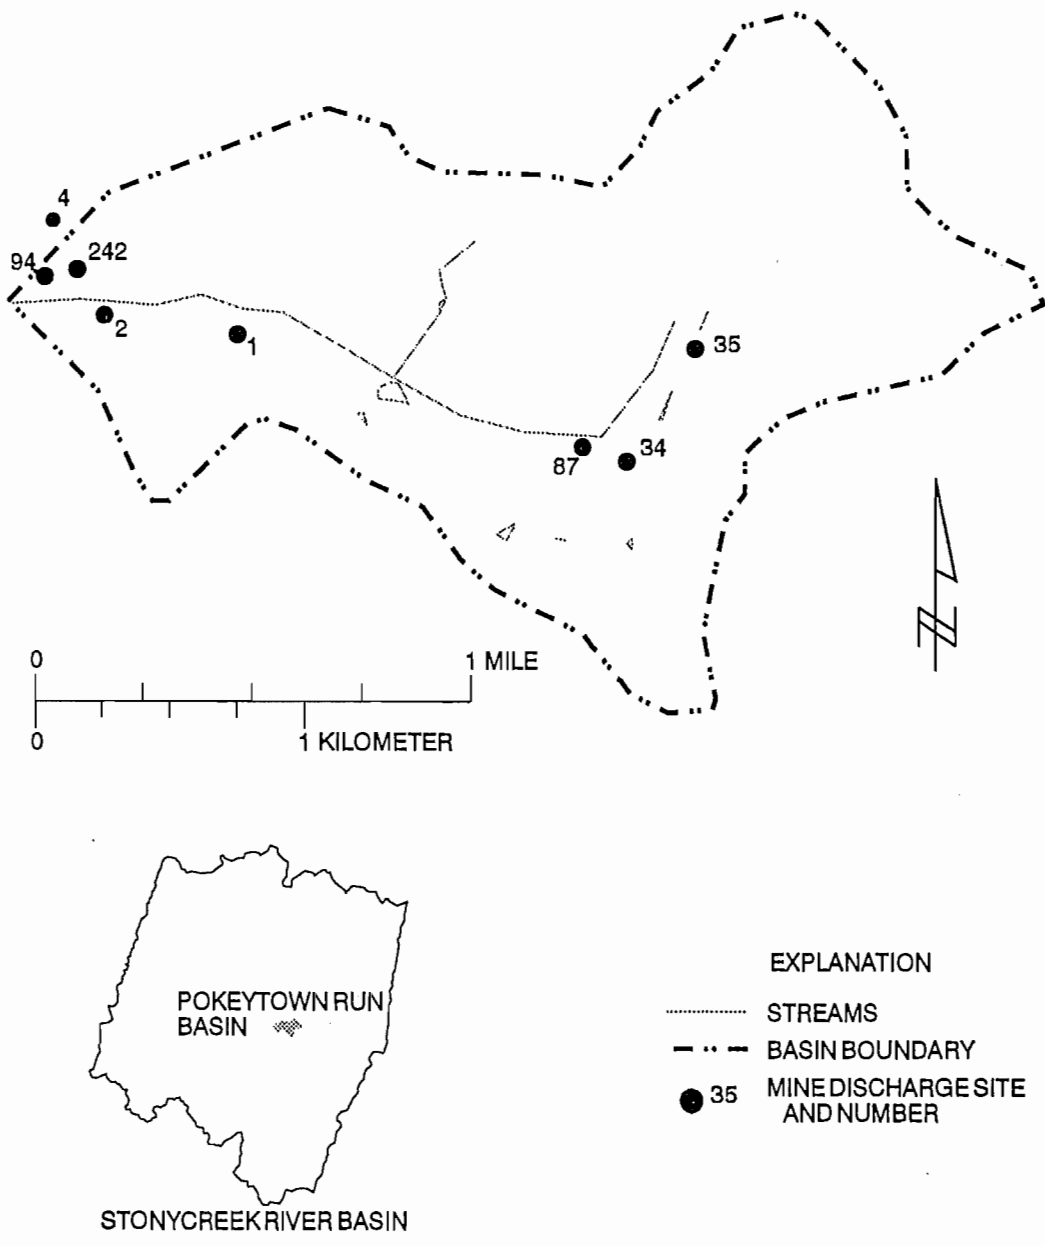 4
94
242
2
1
35
87
34
0
1 MILE
0
1 KILOMETER
N
POKEYTOWN RUN
BASIN
STONYCREEK RIVER BASIN
EXPLANATION
STREAMS
BASIN BOUNDARY
35
MINE DISCHARGE SITE
AND NUMBER